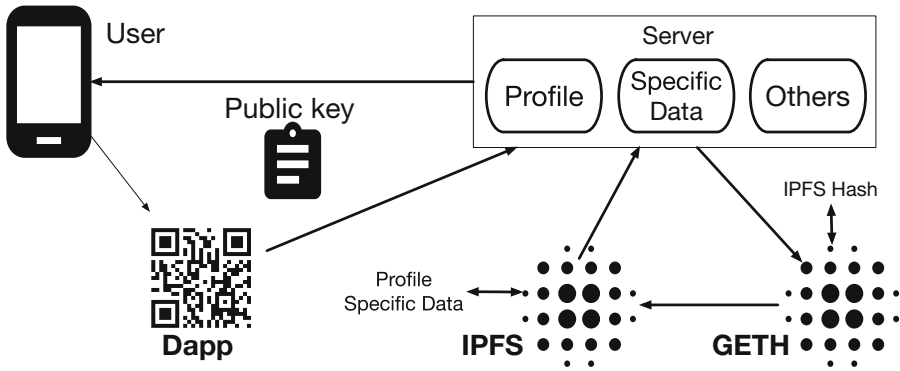 User
Server
Profile
Specific
Data
Others
Public key
IPFS Hash
Profile
Specific Data
Dapp
IPFS
GETH